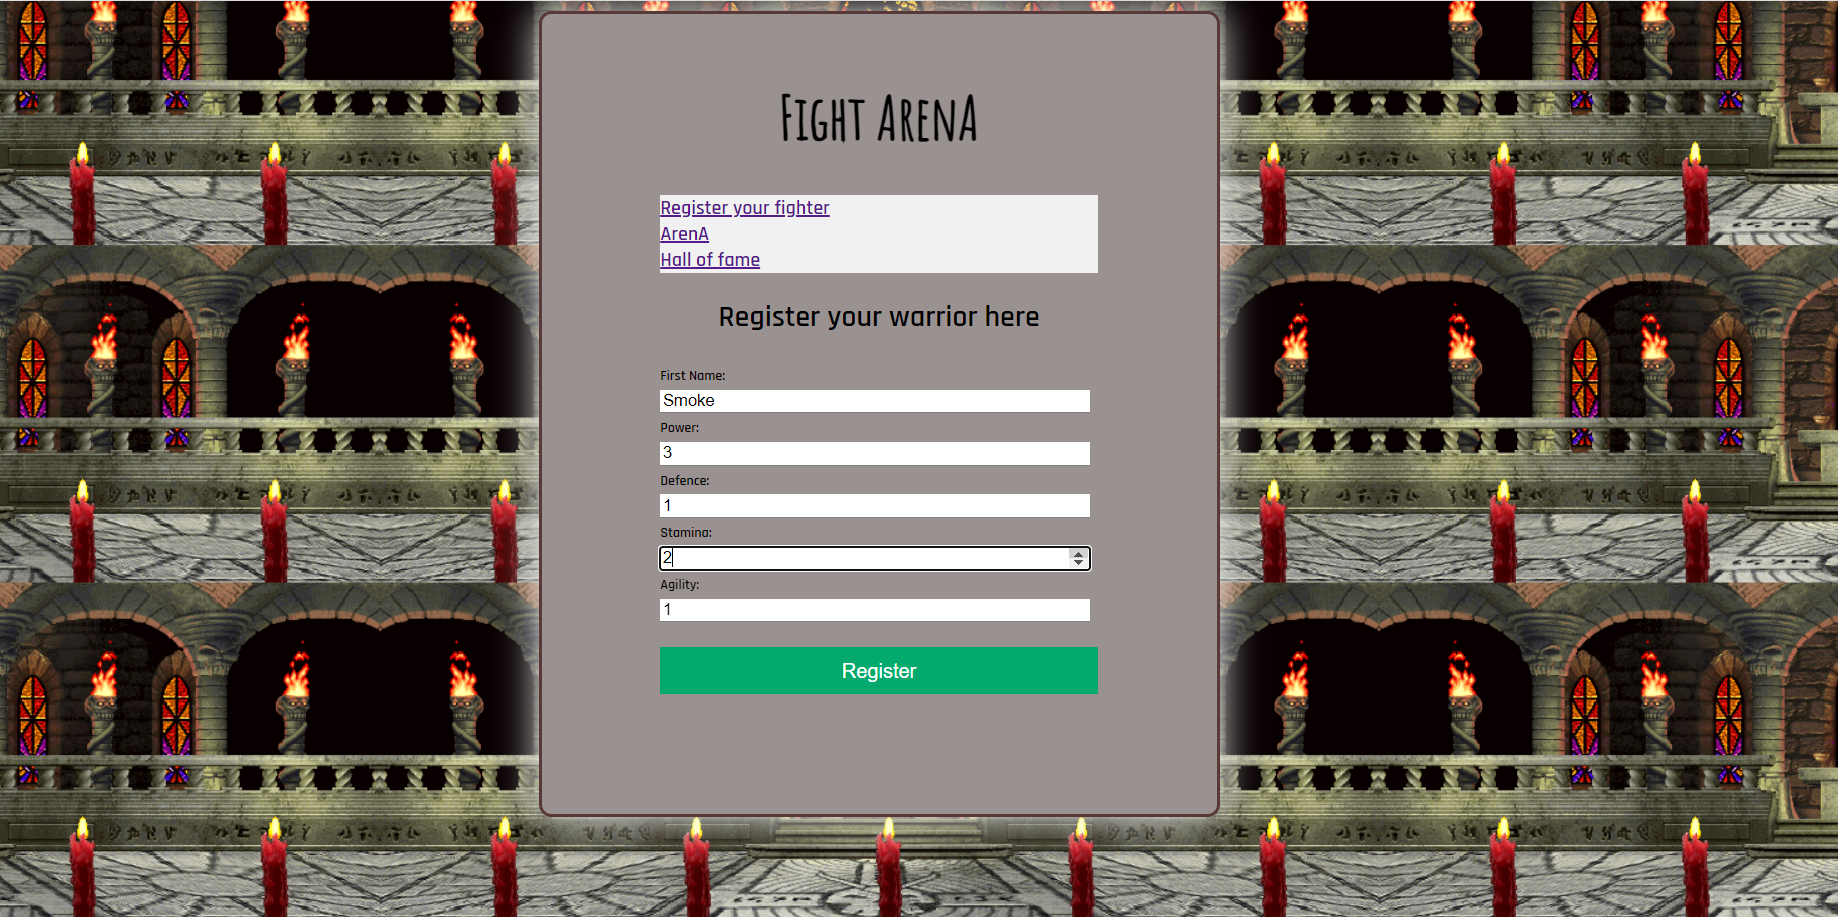 Fight ArenA
Register your fighter
ArenA
Hall of fame
Register your warrior here
First Name:
Smoke
Power:
3
Defence:
1
Stamina:
2
Agility:
1
Register